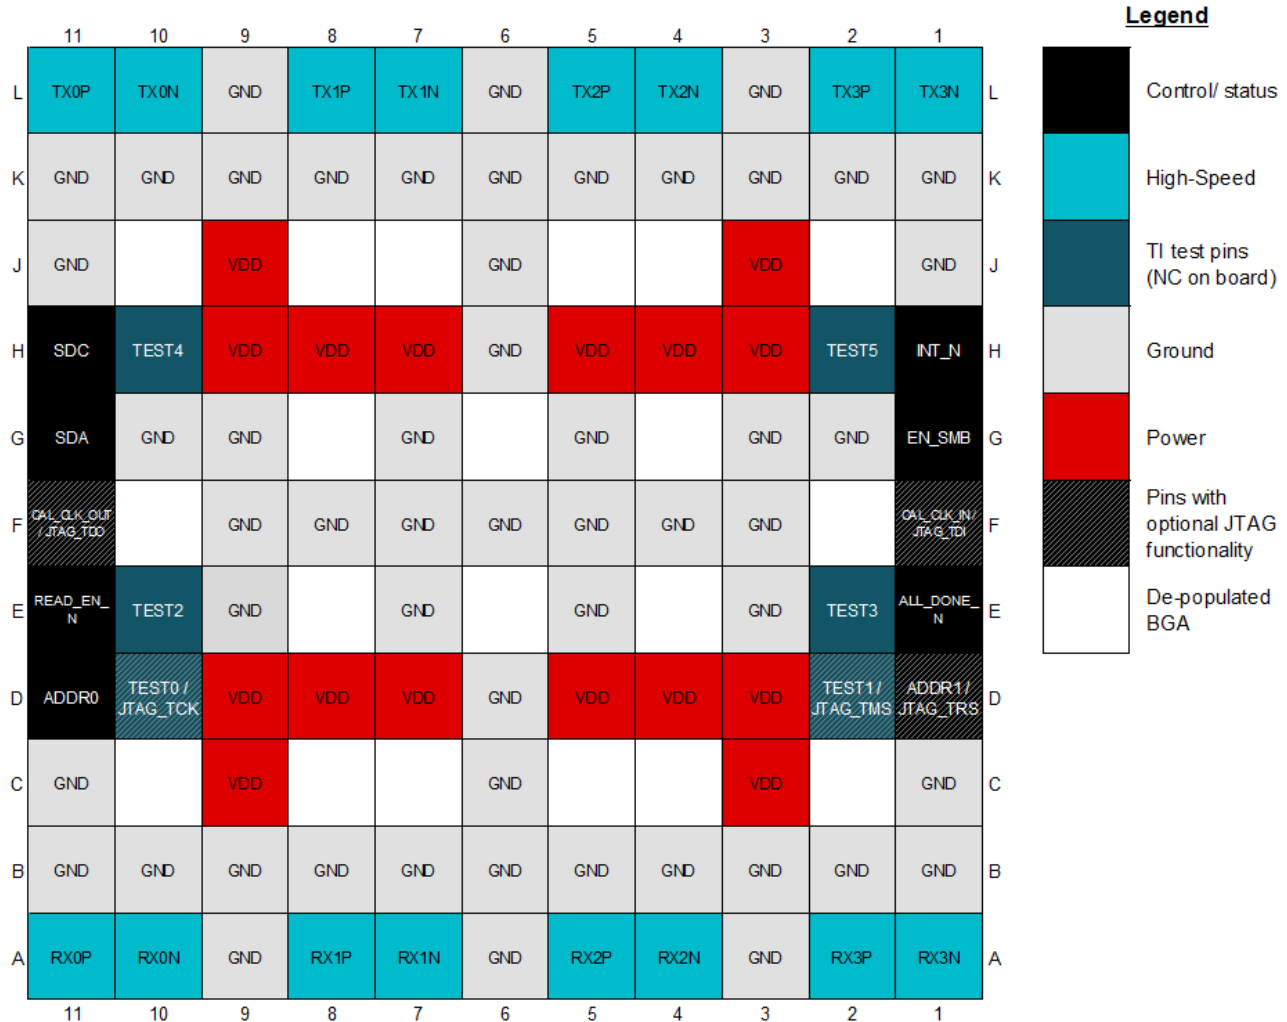 Legend
11 10 9 8 7 6 5 4 3 2 1
L TX0P TX0N GND TX1P TX1N GND TX2P TX2N GND TX3P TX3N L
Control/ status
K GND GND GND GND GND GND GND GND GND GND GND K
High-Speed
J GND VDD GND VDD GND J
TI test pins
(NC on board)
H SDC TEST4 VDD VDD VDD GND VDD VDD VDD TEST5 INT_N H
Ground
G SDA GND GND GND GND GND GND EN_SMB G
Power
F CAL_CLK_OUT
/ JTAG_TDO
GND GND GND GND GND GND GND
CAL_CLK_IN /
JTAG_TDI
F
Pins with
optional JTAG
functionality
E READ_EN_
N
TEST2 GND GND GND GND TEST3
ALL_DONE_
N
E
De-populated
BGA
D ADDR0
TEST0 /
JTAG_TCK
VDD VDD VDD GND VDD VDD VDD
TEST1 /
JTAG_TMS
ADDR1 /
JTAG_TRS
D
C GND VDD GND VDD GND C
B GND GND GND GND GND GND GND GND GND GND GND B
A RX0P RX0N GND RX1P RX1N GND RX2P RX2N GND RX3P RX3N A
11 10 9 8 7 6 5 4 3 2 1